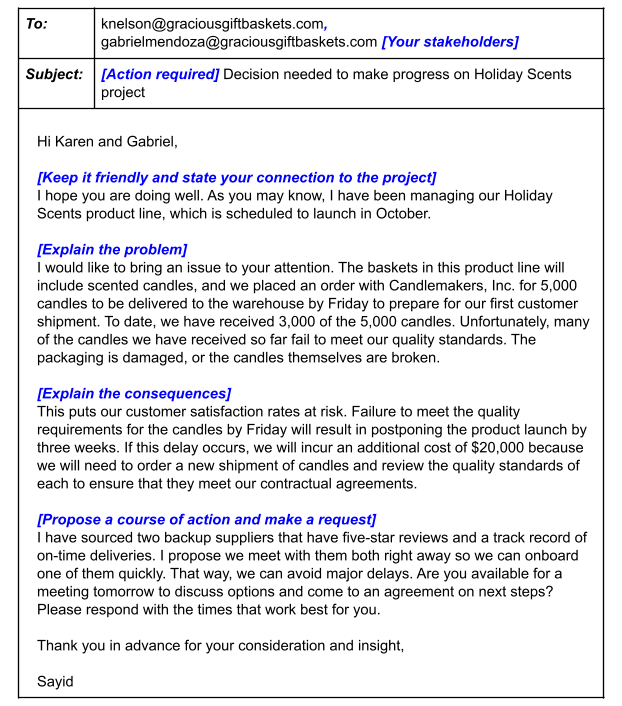 To:
knelson@graciousgiftbaskets.com,
gabrielmendoza@graciousgiftbaskets.com [Your stakeholders]
Subject:
[Action required] Decision needed to make progress on Holiday Scents
project
Hi Karen and Gabriel,
[Keep it friendly and state your connection to the project]
I hope you are doing well. As you may know, I have been managing our Holiday
Scents product line, which is scheduled to launch in October.
[Explain the problem]
I would like to bring an issue to your attention. The baskets in this product line will
include scented candles, and we placed an order with Candlemakers, Inc. for 5,000
candles to be delivered to the warehouse by Friday to prepare for our first customer
shipment. To date, we have received 3,000 of the 5,000 candles. Unfortunately, many
of the candles we have received so far fail to meet our quality standards. The
packaging is damaged, or the candles themselves are broken.
[Explain the consequences]
This puts our customer satisfaction rates at risk. Failure to meet the quality
requirements for the candles by Friday will result in postponing the product launch by
three weeks. If this delay occurs, we will incur an additional cost of $20,000 because
we will need to order a new shipment of candles and review the quality standards of
each to ensure that they meet our contractual agreements.
[Propose a course of action and make a request]
I have sourced two backup suppliers that have five-star reviews and a track record of
on-time deliveries. I propose we meet with them both right away so we can onboard
one of them quickly. That way, we can avoid major delays. Are you available for a
meeting tomorrow to discuss options and come to an agreement on next steps?
Please respond with the times that work best for you.
Thank you in advance for your consideration and insight,
Sayid